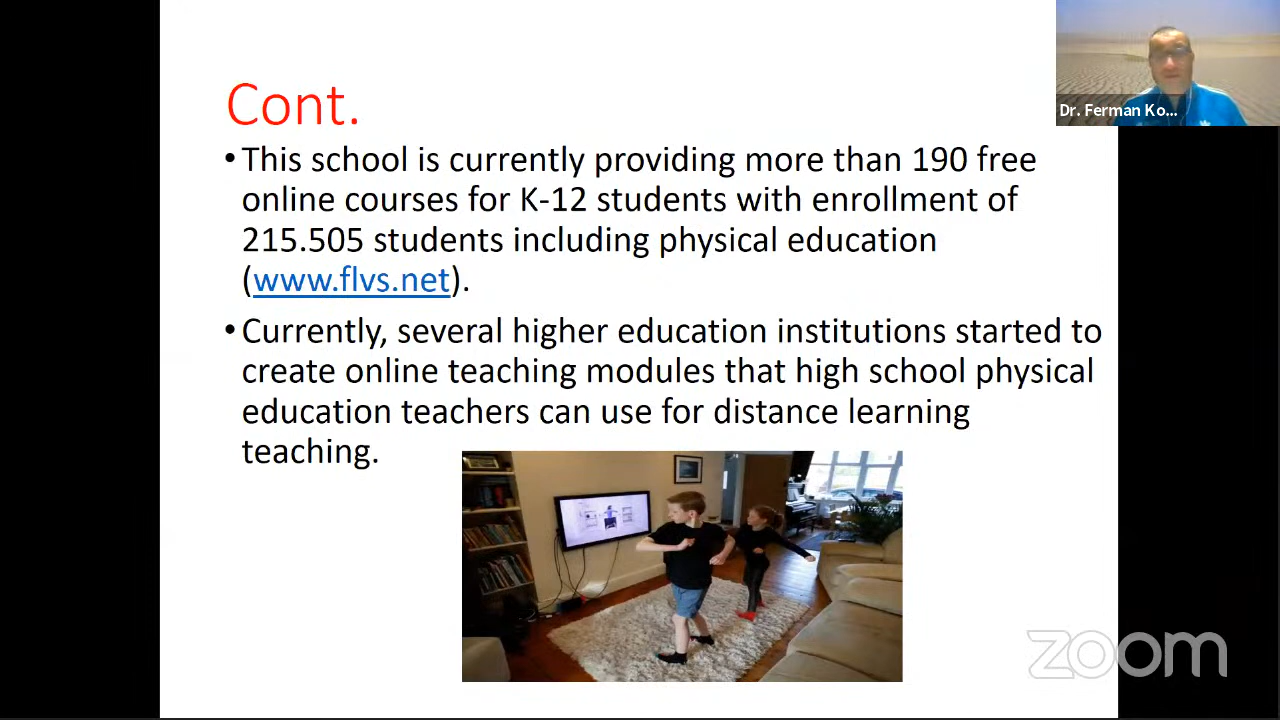 Cont.
•This school is currently providing more than 190 free
online courses for K-12 students with enrollment of
215.505 students including physical education
(www.flvs.net).
•Currently, several higher education institutions started to
create online teaching modules that high school physical
education teachers can use for distance learning
teaching.
Dr. Ferman Ko...
zoom